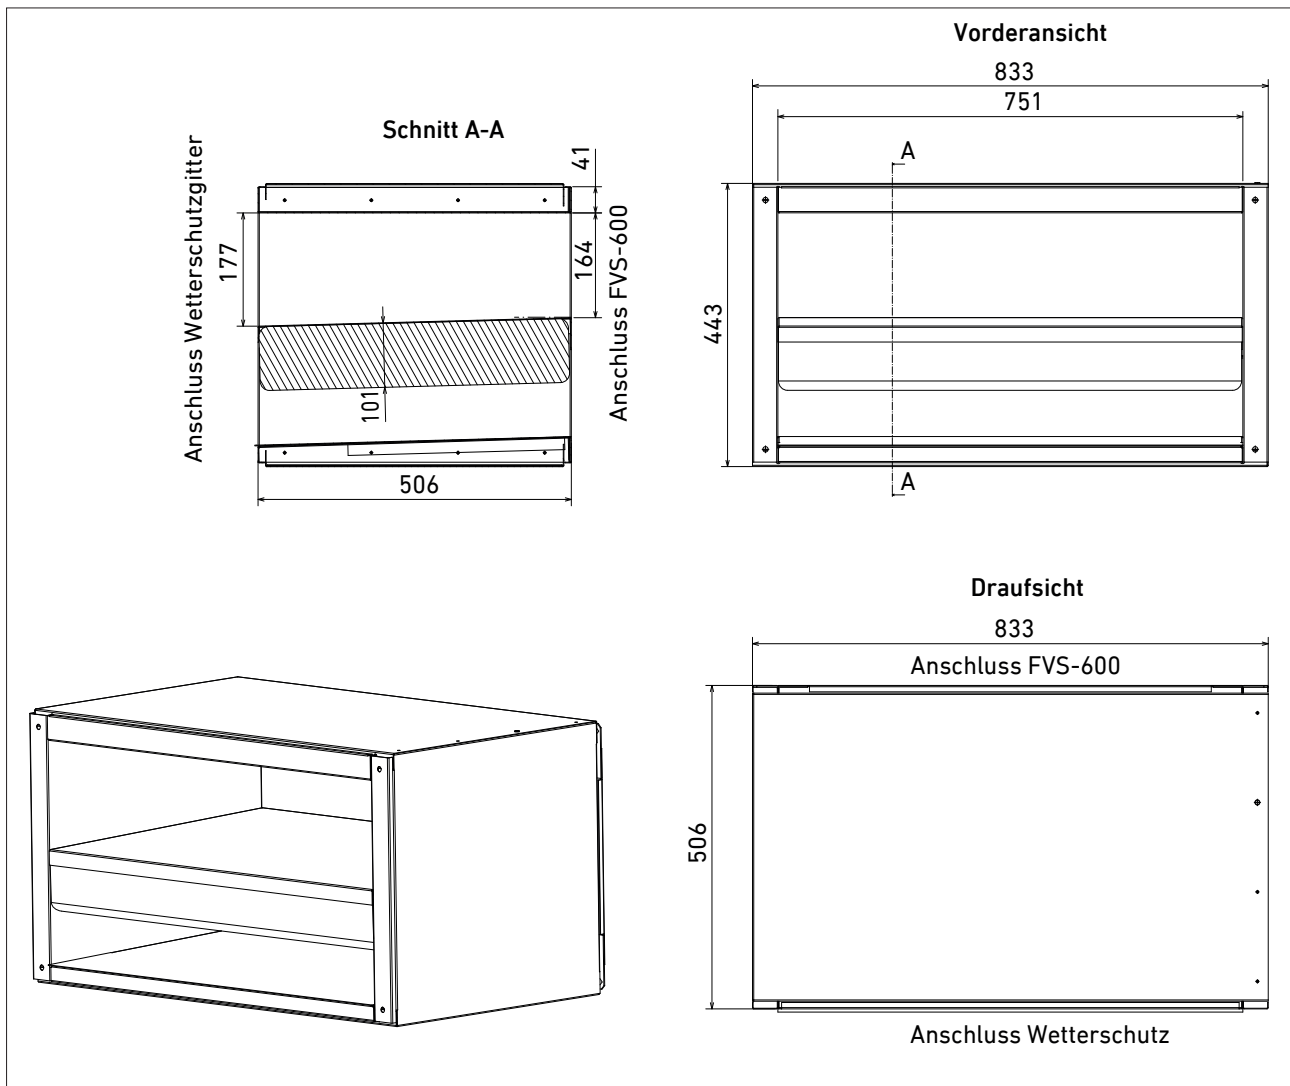 Vorderansicht
833
751
A
443
A
Schnitt A-A
41
Anschluss Wetterschutzgitter
177
164
Anschluss FVS-600
101
506
Draufsicht
833
Anschluss FVS-600
506
Anschluss Wetterschutz